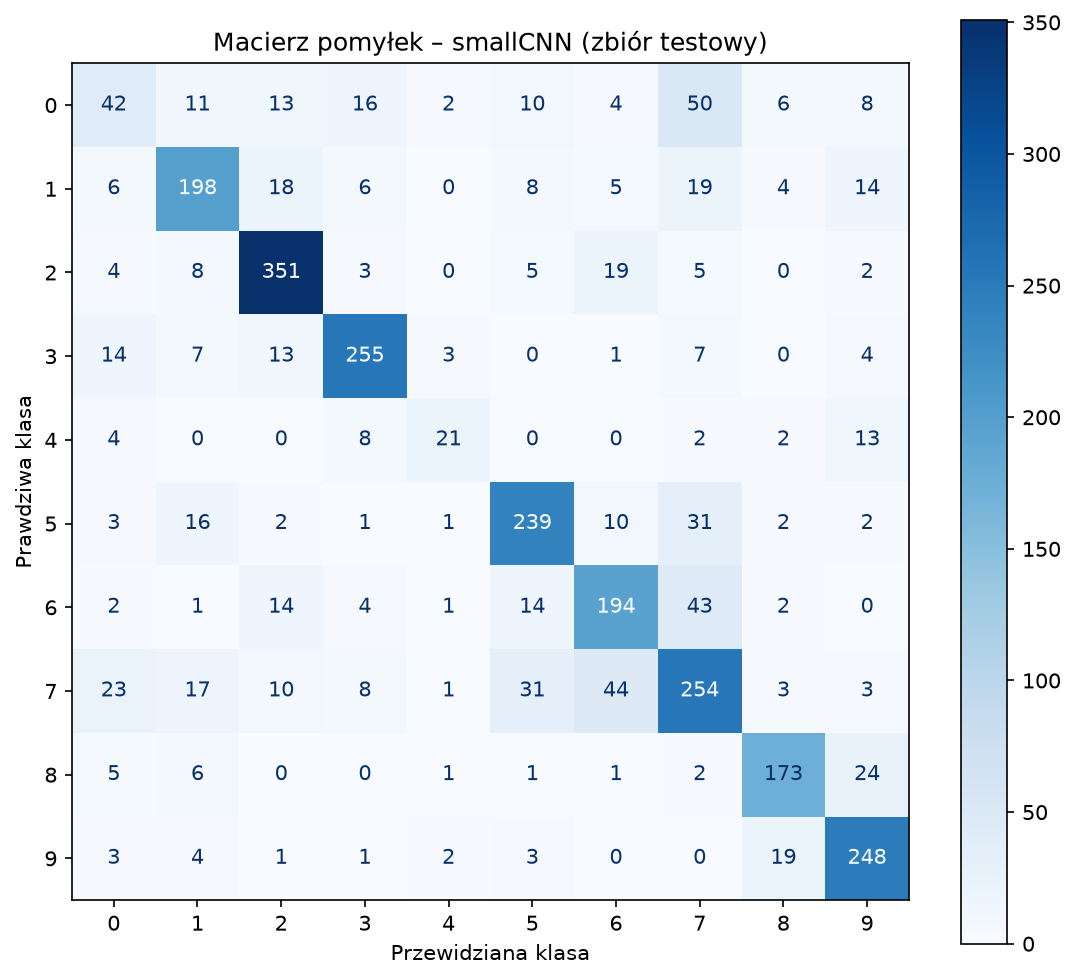 Macierz pomyłek – smallCNN (zbiór testowy)
0 42 11 13 16 2 10 4 50 6 8
1 6 198 18 6 0 8 5 19 4 14
2 4 8 351 3 0 5 19 5 0 2
3 14 7 13 255 3 0 1 7 0 4
4 4 0 0 8 21 0 0 2 2 13
5 3 16 2 1 1 239 10 31 2 2
6 2 1 14 4 1 14 194 43 2 0
7 23 17 10 8 1 31 44 254 3 3
8 5 6 0 0 1 1 1 2 173 24
9 3 4 1 1 2 3 0 0 19 248
0 1 2 3 4 5 6 7 8 9
Przewidziana klasa
Prawdziwa klasa
350
300
250
200
150
100
50
0